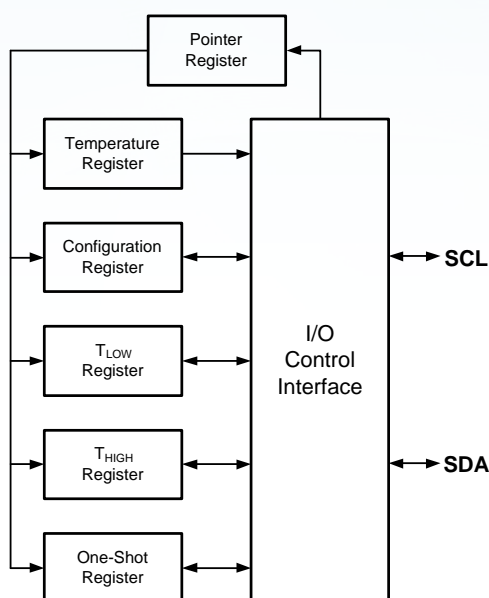 Pointer
Register
Temperature
Register
Configuration
Register
TLOW
Register
THIGH
Register
One-Shot
Register
I/O
Control
Interface
SCL
SDA